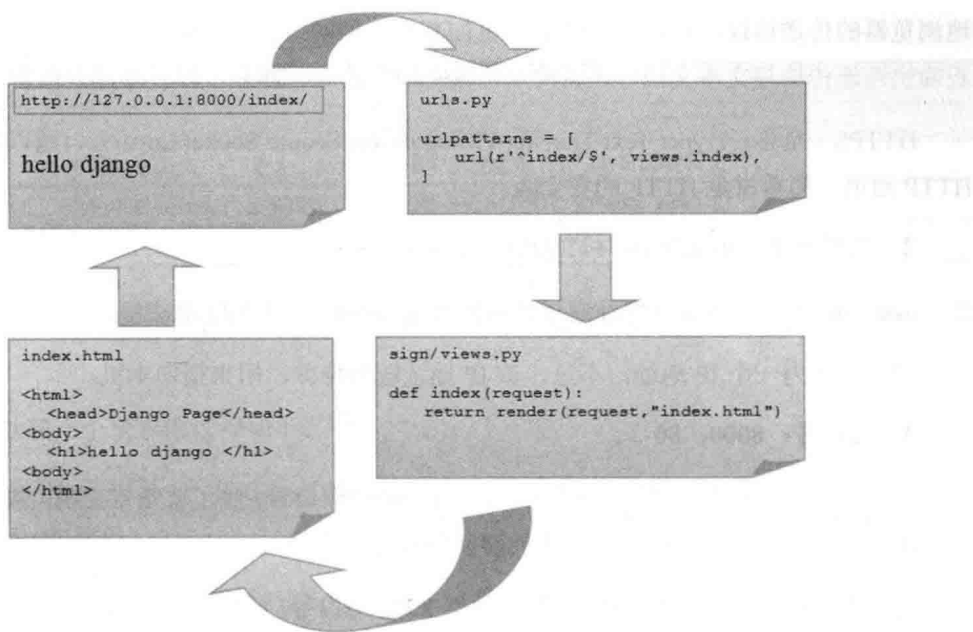 http://127.0.0.1:8000/index/
hello django
urls.py
urlpatterns = [
url(r'^index/$', views.index),
]
sign/views.py
def index(request):
return render(request,"index.html")
index.html
<html>
<head>Django Page</head>
<body>
<h1>hello django </h1>
<body>
</html>